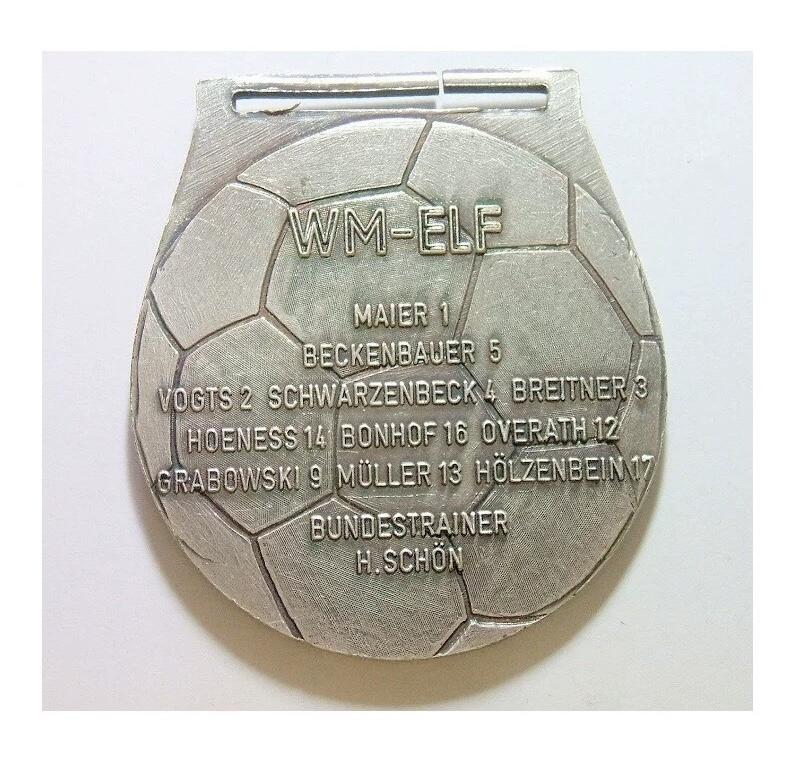 WM-ELF
MAIER 1
BECKENBAUER 5
VOGTS 2 SCHWARZENBECK 4 BREITNER 3
HOENESS 14 BONHOF 16 OVERATH 12
GRABOWSKI 9 MÜLLER 13 HÖLZENBEIN 17
BUNDESTRAINER
H. SCHÖN